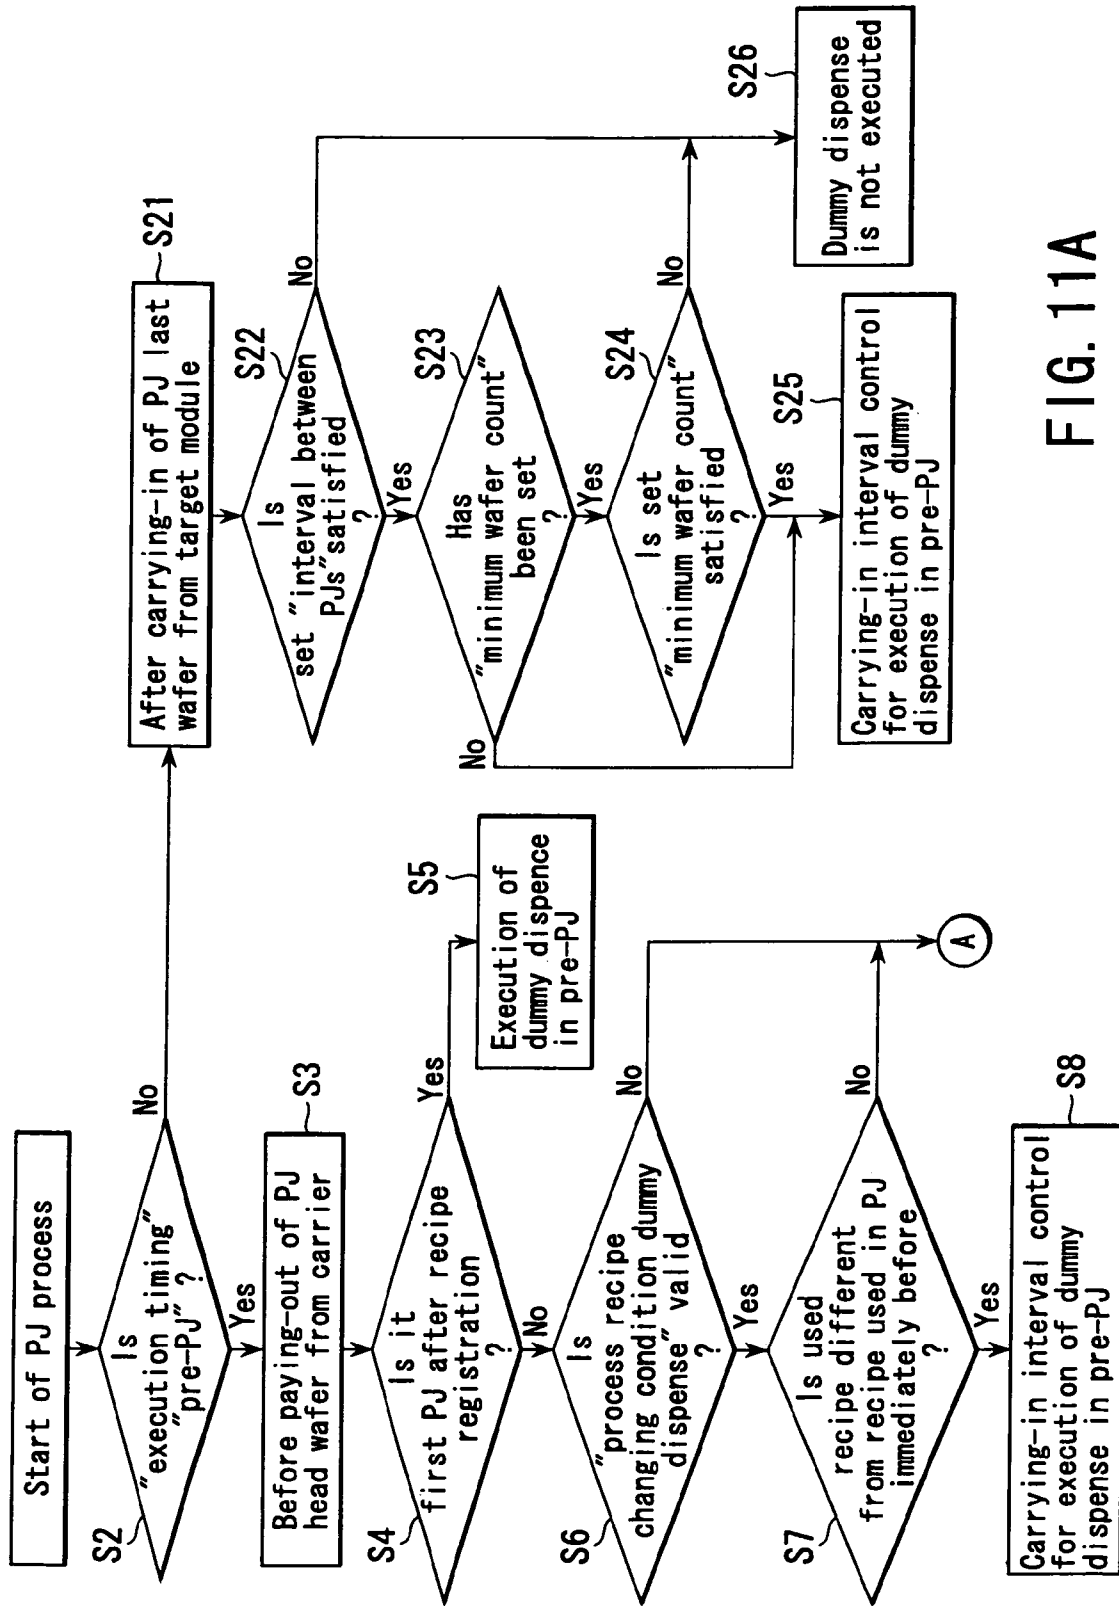 Start of PJ process
S2
Is
"execution timing"
"pre-PJ" ?
No
Yes
S3
Before paying-out of PJ
head wafer from carrier
S4
Is it
first PJ after recipe
registration
?
Yes
No
S5
Execution of
dummy dispence
in pre-PJ
S6
Is
"process recipe
changing condition dummy
dispense" valid
?
No
Yes
S7
Is used
recipe different
from recipe used in PJ
immediately before
?
No
Yes
A
S8
Carrying-in interval control
for execution of dummy
dispense in pre-PJ
S21
After carrying-in of PJ last
wafer from target module
S22
Is
set "interval between
PJs"satisfied
?
No
Yes
S23
Has
"minimum wafer count"
been set
?
No
Yes
S24
Is set
"minimum wafer count"
satisfied
?
No
Yes
S25
Carrying-in interval control
for execution of dummy
dispense in pre-PJ
S26
Dummy dispense
is not executed
FIG. 11A